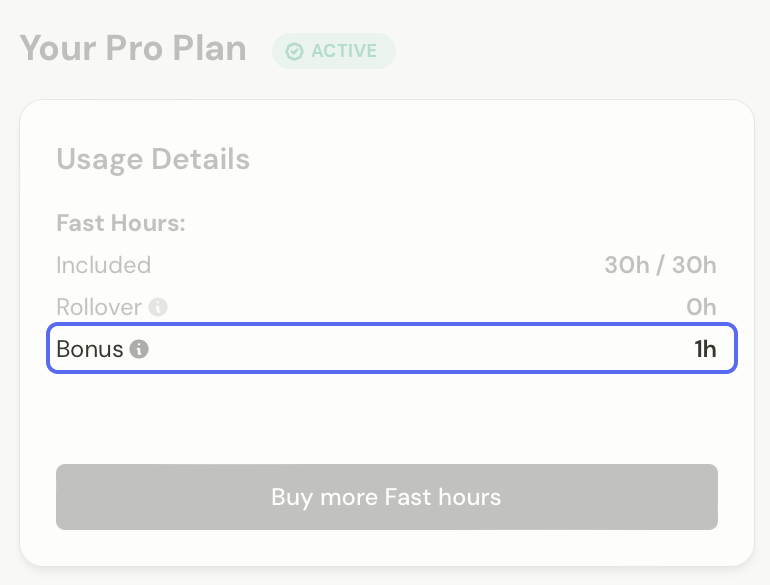 Your Pro Plan ACTIVE
Usage Details
Fast Hours:
Included 30h / 30h
Rollover 0h
Bonus 1h
Buy more Fast hours